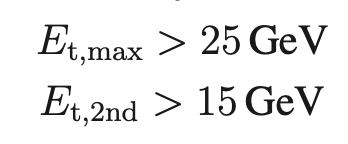 E_{t,max} > 25 GeV
E_{t,2nd} > 15 GeV